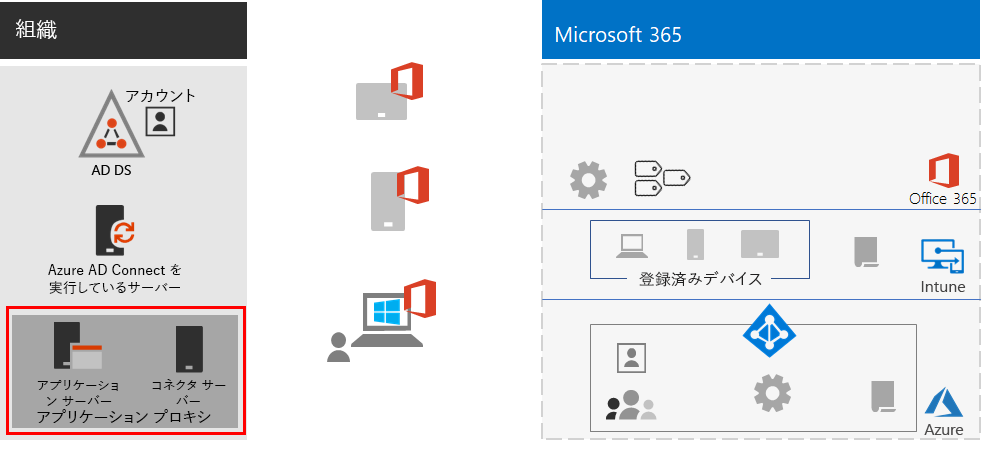 組織
アカウント
AD DS
Azure AD Connect を
実行しているサーバー
アプリケーショ
ン サーバー
コネクタ サー
バー
アプリケーション プロキシ
Microsoft 365
Office 365
登録済みデバイス
Intune
Azure